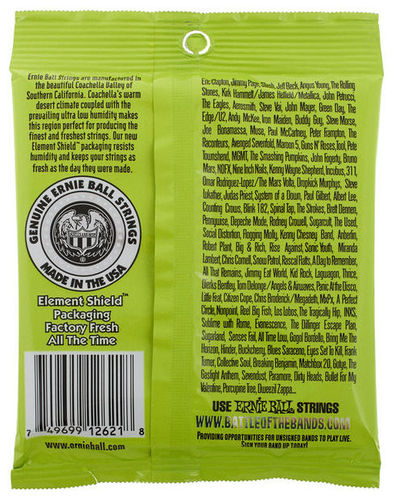 Ernie Ball Strings are manufactured in
the beautiful Coachella Valley of
Southern California. Coachella's warm
desert climate coupled with the
prevailing ultra low humidity makes
this region perfect for producing the
finest and freshest strings. Our new
Element Shield™ packaging resists
humidity and keeps your strings as
fresh as the day they were made.
GENUINE ERNIE BALL STRINGS
MADE IN THE USA
Element Shield™
Packaging
Factory Fresh
All The Time
7 49699 12621 8
www.ernieball.com
Eric Clapton, Jimmy Page, Slash, Jeff Beck, Angus Young, The Rolling
Stones, Kirk Hammett/James Hetfield/Metallica, John Petrucci,
The Eagles, Aerosmith, Steve Vai, John Mayer, Green Day, The
Edge/U2, Andy McKee, Iron Maiden, Buddy Guy, Steve Morse,
Joe Bonamassa, Muse, Paul McCartney, Peter Frampton, The
Raconteurs, Avenged Sevenfold, Maroon 5, Guns N' Roses, Tool, Pete
Townshend, MGMT, The Smashing Pumpkins, John Fogerty, Bruno
Mars, NOFX, Nine Inch Nails, Kenny Wayne Shepherd, Incubus, 311,
Omar Rodriguez-Lopez/The Mars Volta, Dropkick Murphys, Steve
Lukather, Judas Priest, System of a Down, Paul Gilbert, Albert Lee,
Counting Crows, Blink 182, Spinal Tap, The Strokes, Brett Dennen,
Pennywise, Depeche Mode, Rodney Crowell, Sugarcult, The Used,
Social Distortion, Flogging Molly, Kenny Chesney Band, Anberlin,
Robert Plant, Big & Rich, Rise Against, Sonic Youth, Miranda
Lambert, Chris Cornell, Snow Patrol, Rascal Flatts, A Day to Remember,
All That Remains, Jimmy Eat World, Kid Rock, Lagwagon, Thrice,
Dierks Bentley, Tom Delonge/Angels & Airwaves, Panic At the Disco,
Little Feat, Citizen Cope, Chris Broderick/Megadeth, MxPx, A Perfect
Circle, Nonpoint, Reel Big Fish, Los Lobos, The Tragically Hip, INXS,
Sublime with Rome, Evanescence, The Dillinger Escape Plan,
Sugarland, Senses Fail, All Time Low, Gogol Bordello, Bring Me The
Horizon, Hinder, Buckcherry, Blues Saraceno, Eyes Set To Kill, Frank
Turner, Collective Soul, Breaking Benjamin, Matchbox 20, Gotye, The
Gaslight Anthem, Sevendust, Paramore, Dirty Heads, Bullet For My
Valentine, Porcupine Tree, Dweezil Zappa...
USE ERNIE BALL STRINGS
WWW.BATTLEOFTHEBANDS.COM
PROVIDING OPPORTUNITIES FOR UNSIGNED BANDS TO PLAY LIVE.
SIGN YOUR BAND UP TODAY!